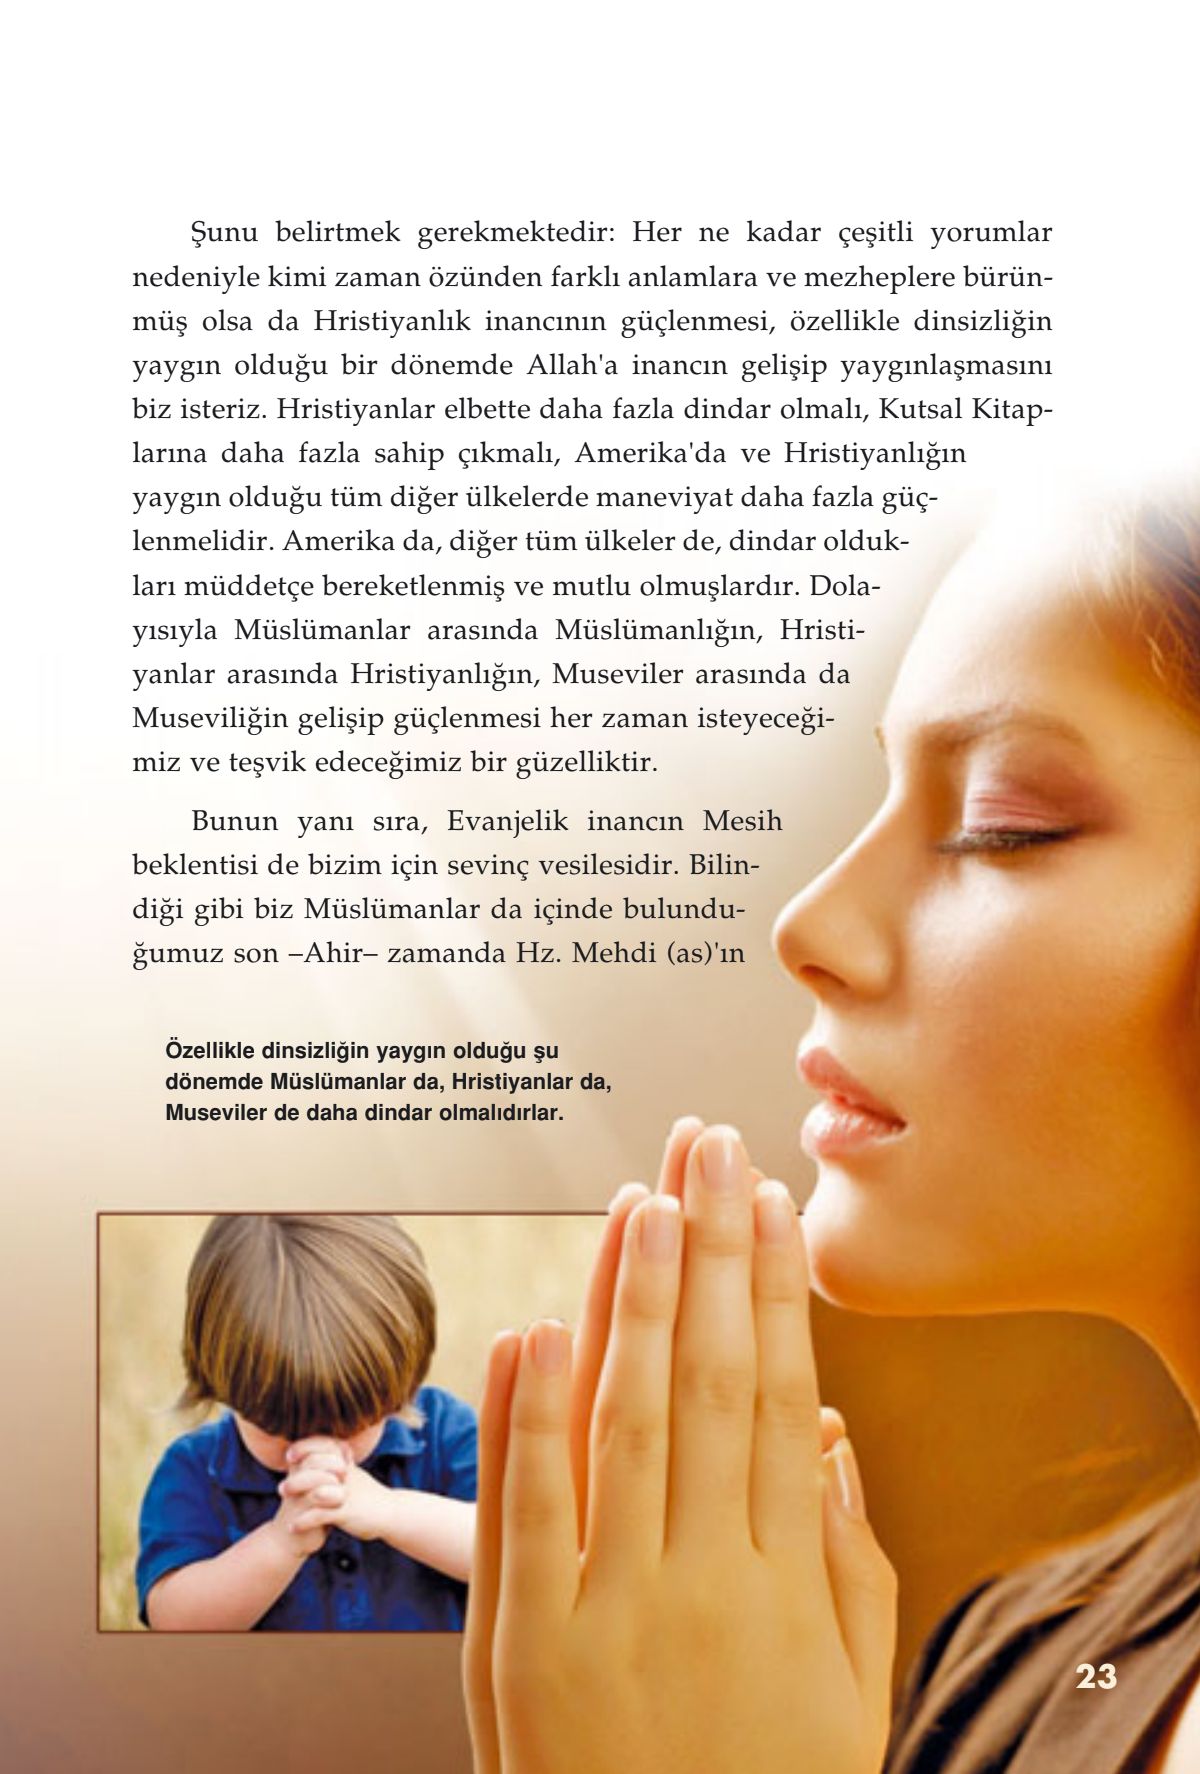 Şunu belirtmek gerekmektedir: Her ne kadar çeşitli yorumlar
nedeniyle kimi zaman özünden farklı anlamlara ve mezheplere bürün-
müş olsa da Hristiyanlık inancının güçlenmesi, özellikle dinsizliğin
yaygın olduğu bir dönemde Allah'a inancın gelişip yaygınlaşmasını
biz isteriz. Hristiyanlar elbette daha fazla dindar olmalı, Kutsal Kitap-
larına daha fazla sahip çıkmalı, Amerika'da ve Hristiyanlığın
yaygın olduğu tüm diğer ülkelerde maneviyat daha fazla güç-
lenmelidir. Amerika da, diğer tüm ülkeler de, dindar olduk-
ları müddetçe bereketlenmiş ve mutlu olmuşlardır. Dola-
yısıyla Müslümanlar arasında Müslümanlığın, Hristi-
yanlar arasında Hristiyanlığın, Museviler arasında da
Museviliğin gelişip güçlenmesi her zaman isteyeceği-
miz ve teşvik edeceğimiz bir güzelliktir.
Bunun yanı sıra, Evanjelik inancın Mesih
beklentisi de bizim için sevinç vesilesidir. Bilin-
diği gibi biz Müslümanlar da içinde bulundu-
ğumuz son –Ahir– zamanda Hz. Mehdi (as)'ın
Özellikle dinsizliğin yaygın olduğu şu
dönemde Müslümanlar da, Hristiyanlar da,
Museviler de daha dindar olmalıdırlar.
23